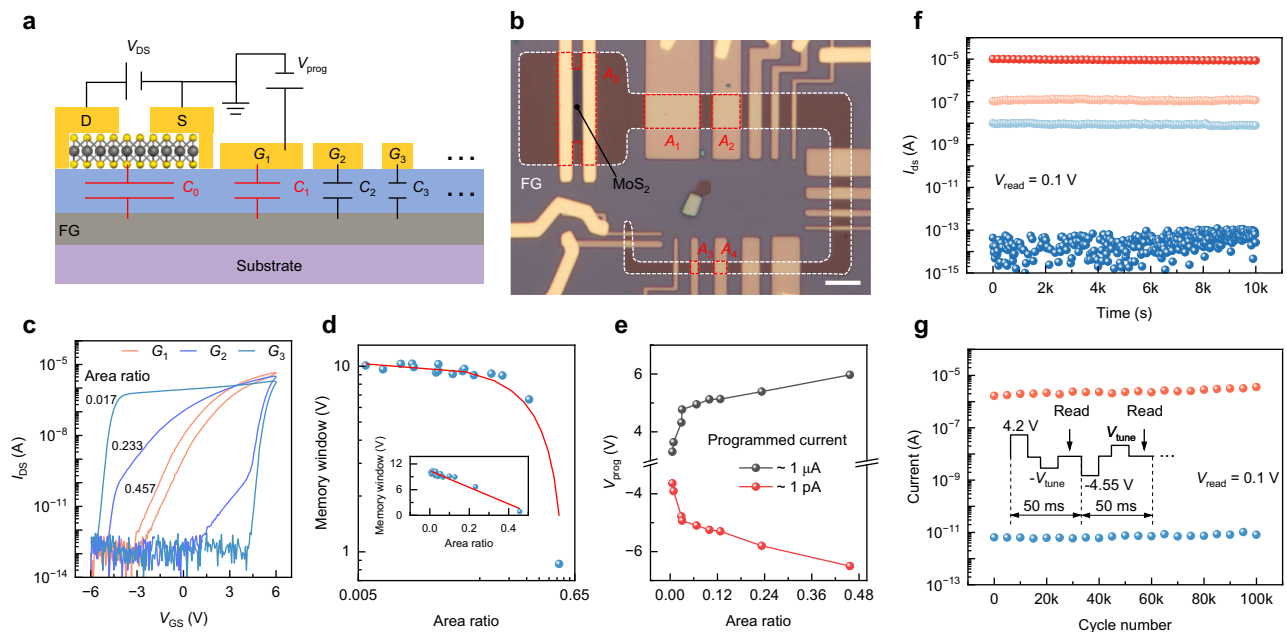 a
V_DS
V_prog
D
S
G_1
G_2
G_3
...
C_0
C_1
C_2
C_3
FG
Substrate
b
A_0
A_1
A_2
FG
MoS_2
A_3
A_4
c
G_1 G_2 G_3
Area ratio
0.017
0.233
0.457
I_DS (A)
10^-5
10^-8
10^-11
10^-14
−6 −3 0 3 6
V_GS (V)
d
Memory window (V)
10
1
0.005 0.65
Area ratio
Memory window (V)
12
6
0
0.0 0.2 0.4
Area ratio
e
V_prog (V)
6
4
−4
−6
Programmed current
~ 1 μA
~ 1 pA
0.00 0.12 0.24 0.36 0.48
Area ratio
f
I_ds (A)
10^-5
10^-7
10^-9
10^-11
10^-13
10^-15
V_read = 0.1 V
0 2k 4k 6k 8k 10k
Time (s)
g
Current (A)
10^-3
10^-5
10^-7
10^-9
10^-11
10^-13
Read Read
4.2 V
V_tune
...
-V_tune
-4.55 V
50 ms 50 ms
V_read = 0.1 V
0 20k 40k 60k 80k 100k
Cycle number